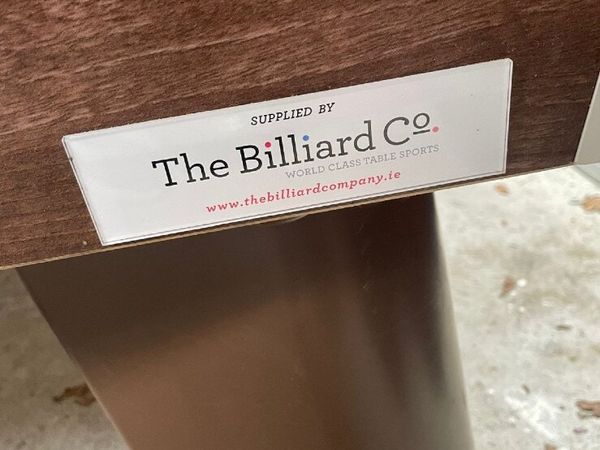 SUPPLIED BY
The Billiard Co.
WORLD CLASS TABLE SPORTS
www.thebilliardcompany.ie